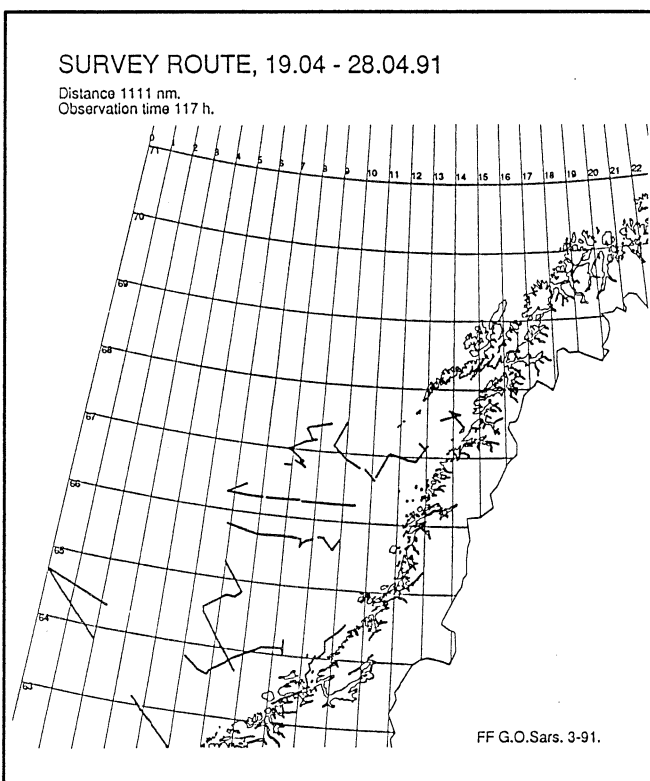 SURVEY ROUTE, 19.04 - 28.04.91
Distance 1111 nm.
Observation time 117 h.
0 1 2 3 4 5 6 7 8 9 10 11 12 13 14 15 16 17 18 19 20 21 22
71
70
69
68
67
66
65
64
63
FF G.O.Sars. 3-91.